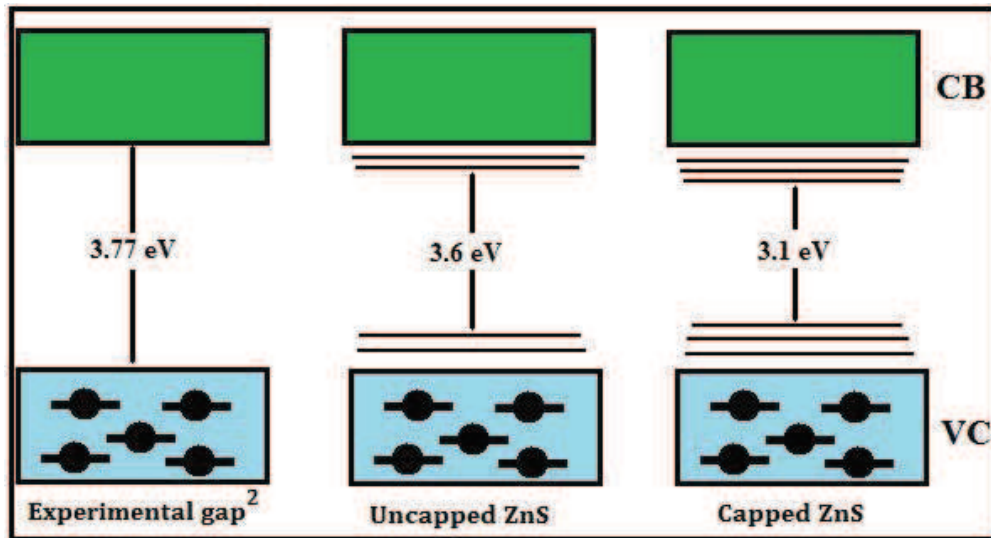 CB
3.77 eV
3.6 eV
3.1 eV
VC
Experimental gap²
Uncapped ZnS
Capped ZnS